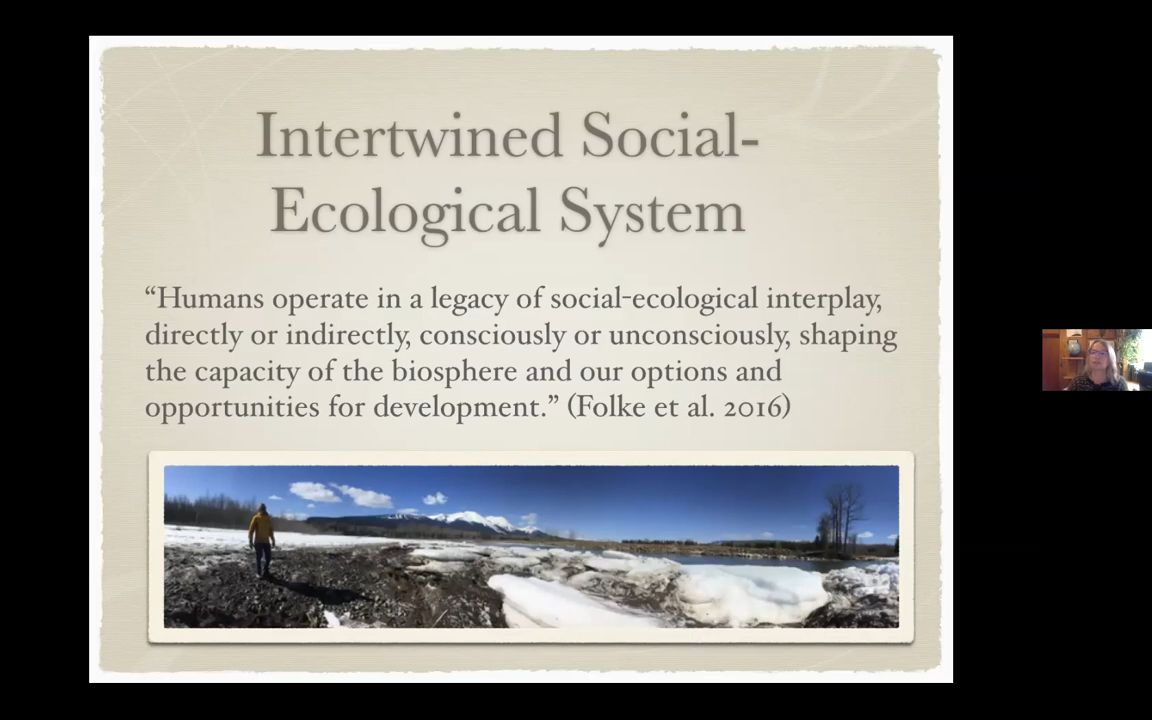 Intertwined Social-
Ecological System
“Humans operate in a legacy of social-ecological interplay,
directly or indirectly, consciously or unconsciously, shaping
the capacity of the biosphere and our options and
opportunities for development.” (Folke et al. 2016)